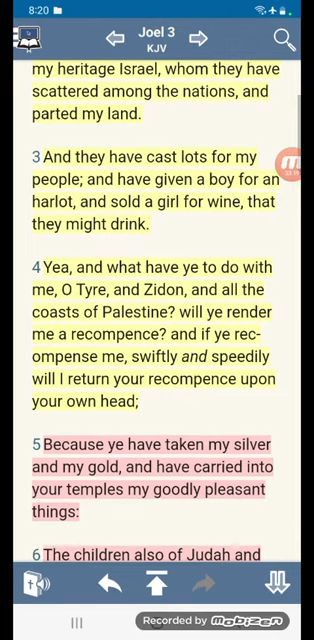 8:20
Joel 3
KJV
my heritage Israel, whom they have
scattered among the nations, and
parted my land.
3 And they have cast lots for my
people; and have given a boy for an
harlot, and sold a girl for wine, that
they might drink.
33:19
4 Yea, and what have ye to do with
me, O Tyre, and Zidon, and all the
coasts of Palestine? will ye render
me a recompence? and if ye rec-
ompense me, swiftly and speedily
will I return your recompence upon
your own head;
5 Because ye have taken my silver
and my gold, and have carried into
your temples my goodly pleasant
things:
6 The children also of Judah and
Recorded by mobizen